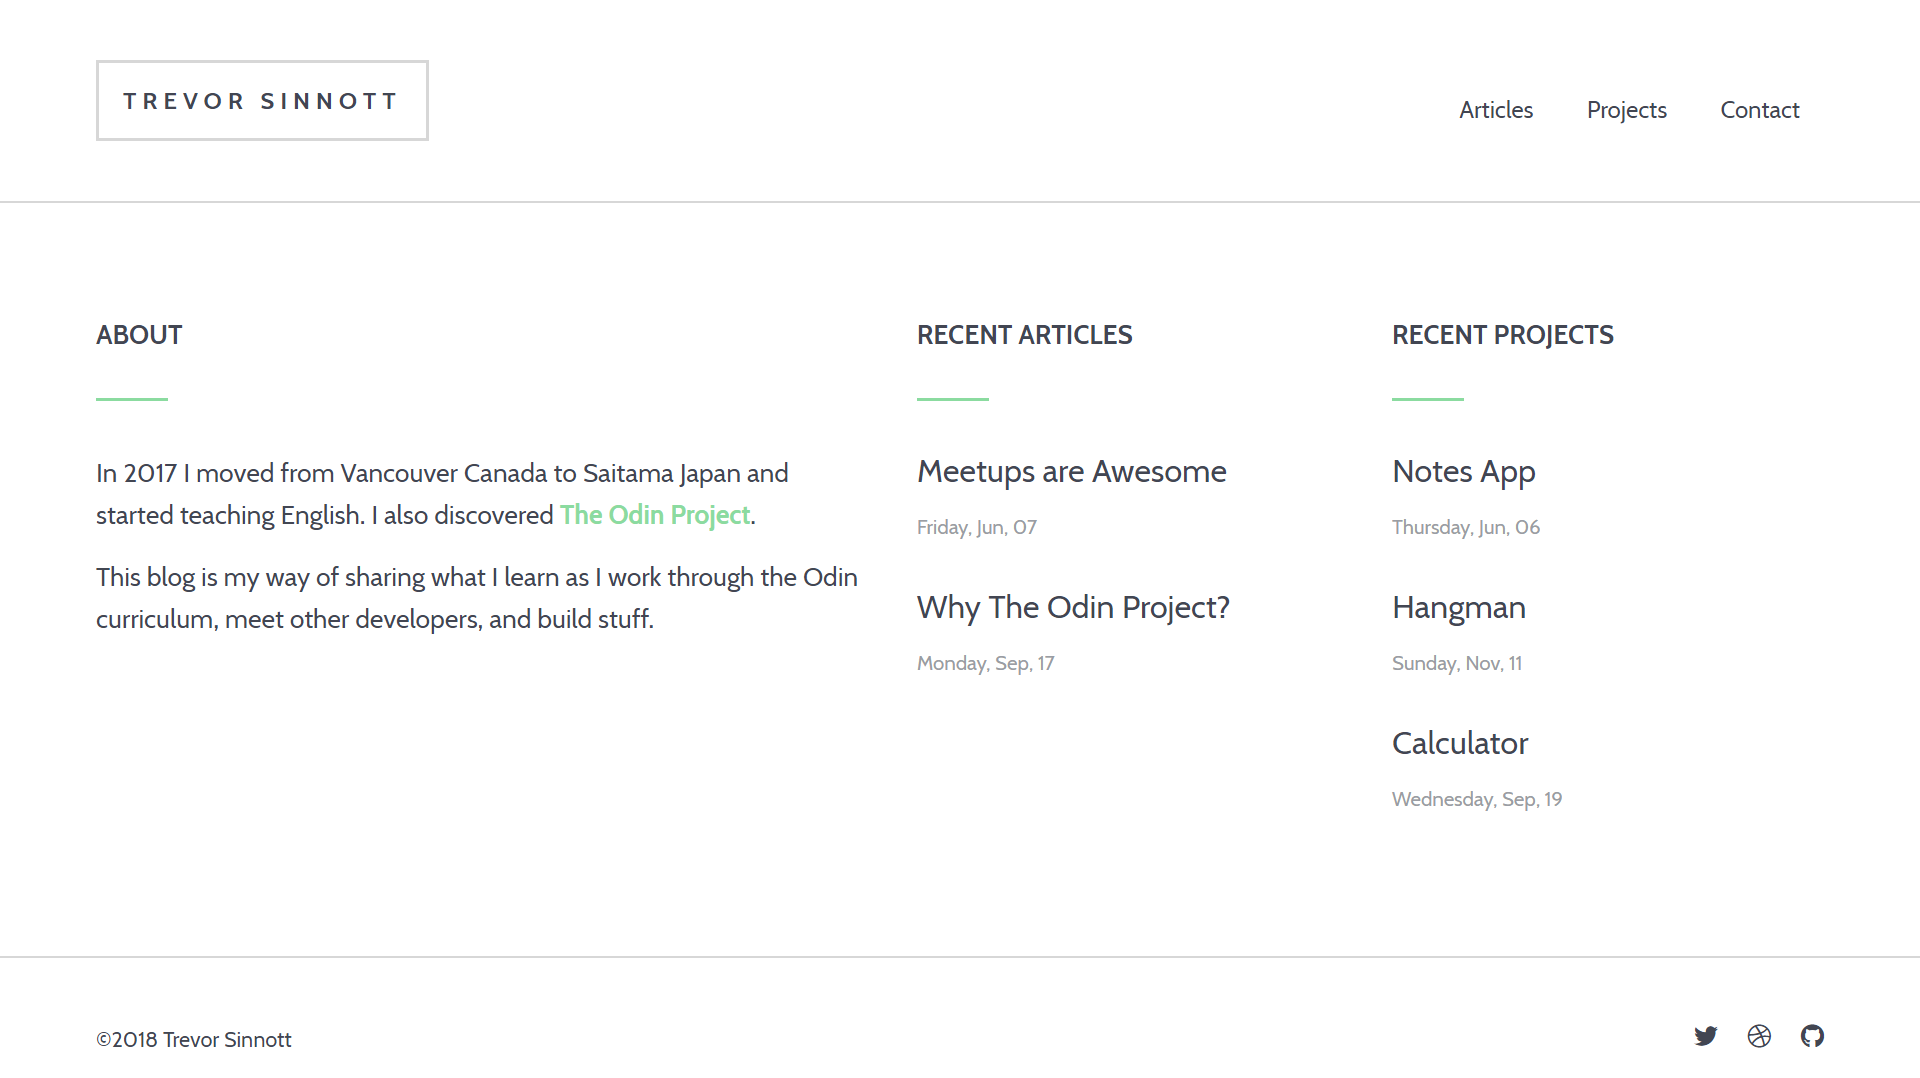 TREVOR SINNOTT
Articles
Projects
Contact
ABOUT
In 2017 I moved from Vancouver Canada to Saitama Japan and
started teaching English. I also discovered The Odin Project.
This blog is my way of sharing what I learn as I work through the Odin
curriculum, meet other developers, and build stuff.
RECENT ARTICLES
Meetups are Awesome
Friday, Jun, 07
Why The Odin Project?
Monday, Sep, 17
RECENT PROJECTS
Notes App
Thursday, Jun, 06
Hangman
Sunday, Nov, 11
Calculator
Wednesday, Sep, 19
©2018 Trevor Sinnott